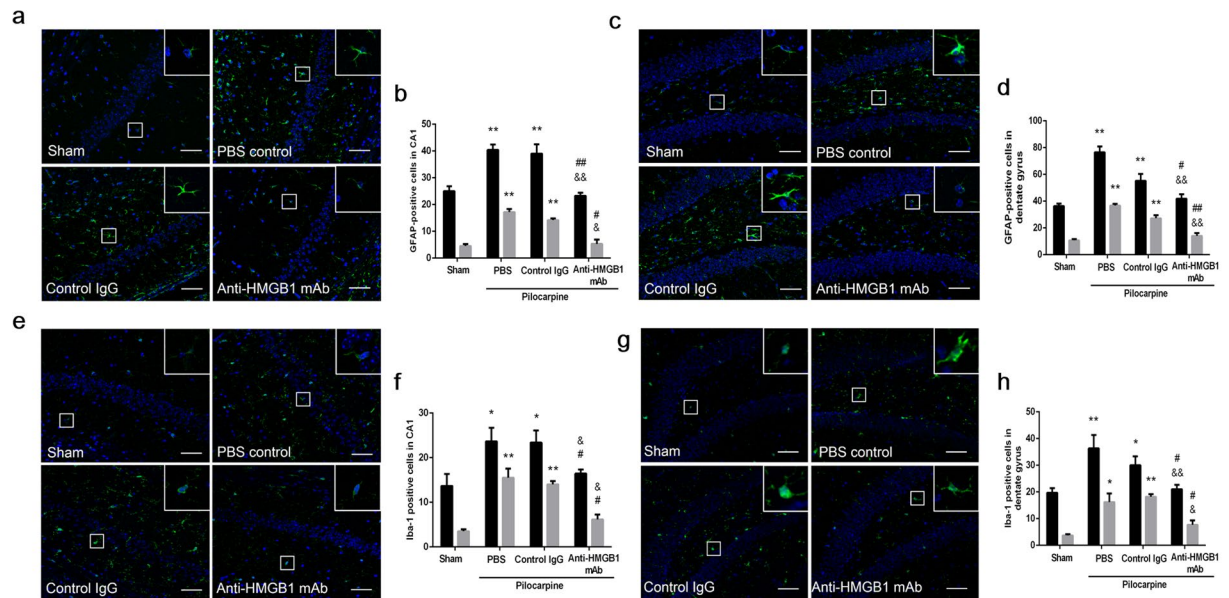 a
Sham
PBS control
Control IgG
Anti-HMGB1 mAb
b
GFAP-positive cells in CA1
50
40
30
20
10
0
**
**
**
**
##
&&
#
&
Sham
PBS
Control IgG
Anti-HMGB1
mAb
Pilocarpine
c
Sham
PBS control
Control IgG
Anti-HMGB1 mAb
d
GFAP-positive cells in
dentate gyrus
100
80
60
40
20
0
**
**
**
**
#
&&
##
&&
Sham
PBS
Control IgG
Anti-HMGB1
mAb
Pilocarpine
e
Sham
PBS control
Control IgG
Anti-HMGB1 mAb
f
Iba-1 positive cells in CA1
30
20
10
0
*
**
*
**
&
#
&
#
Sham
PBS
Control IgG
Anti-HMGB1
mAb
Pilocarpine
g
Sham
PBS control
Control IgG
Anti-HMGB1 mAb
h
Iba-1 positive cells in
dentate gyrus
50
40
30
20
10
0
**
*
*
**
#
&&
#
&
Sham
PBS
Control IgG
Anti-HMGB1
mAb
Pilocarpine